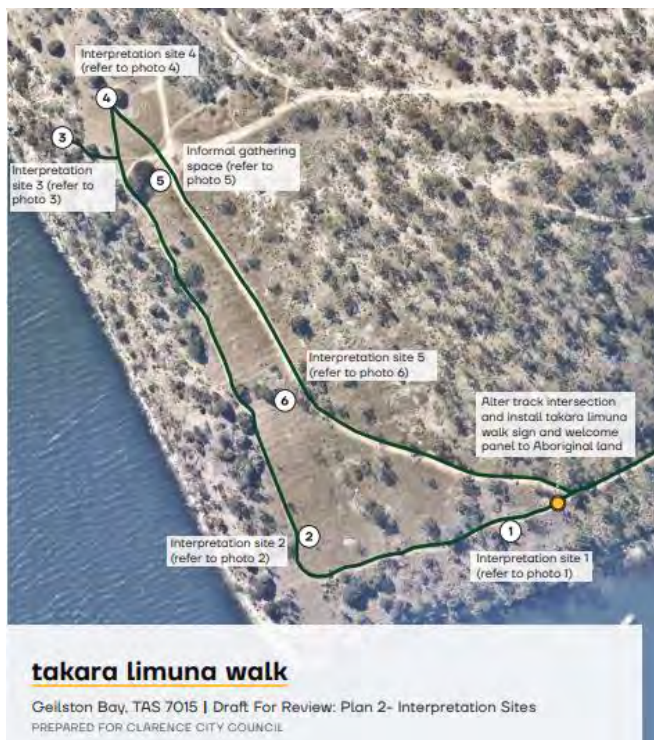 Interpretation site 4
(refer to photo 4)
4
3
Interpretation
site 3 (refer to
photo 3)
5
Informal gathering
space (refer to
photo 5)
Interpretation site 5
(refer to photo 6)
6
Alter track intersection
and install takara limuna
walk sign and welcome
panel to Aboriginal land
2
Interpretation site 2
(refer to photo 2)
1
Interpretation site 1
(refer to photo 1)
takara limuna walk
Geilston Bay, TAS 7015 | Draft For Review: Plan 2- Interpretation Sites
PREPARED FOR CLARENCE CITY COUNCIL